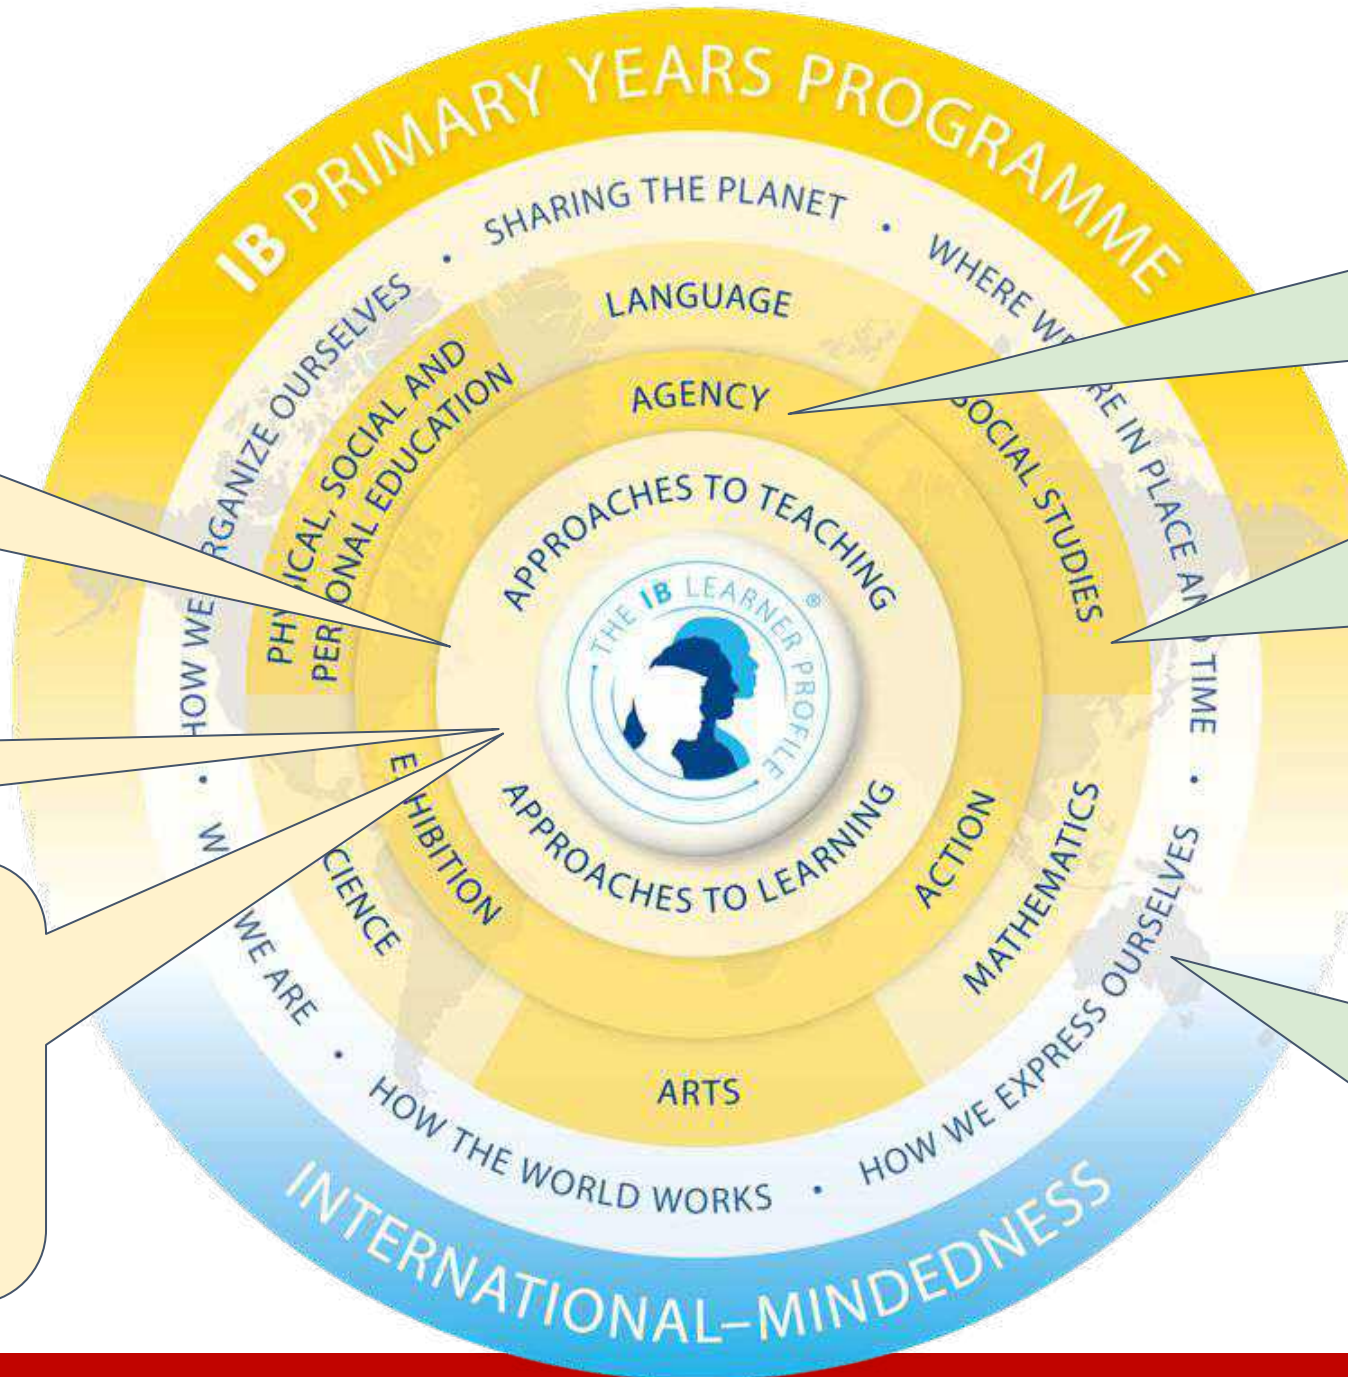 IB PRIMARY YEARS PROGRAMME
SHARING THE PLANET
•
WHERE WE ARE IN PLACE AND TIME
•
HOW WE EXPRESS OURSELVES
•
HOW THE WORLD WORKS
•
WE ARE
•
HOW WE ORGANIZE OURSELVES
•
LANGUAGE
SOCIAL STUDIES
MATHEMATICS
ARTS
SCIENCE
PHYSICAL, SOCIAL AND
PERSONAL EDUCATION
AGENCY
ACTION
EXHIBITION
APPROACHES TO TEACHING
APPROACHES TO LEARNING
THE IB LEARNER PROFILE ®
INTERNATIONAL–MINDEDNESS